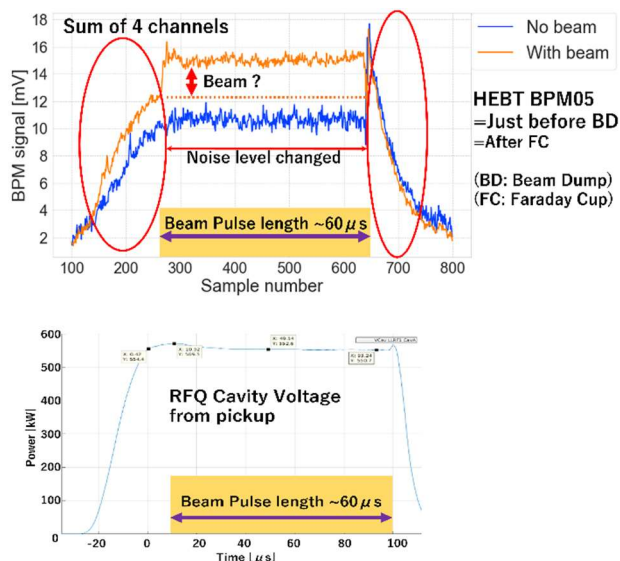 Sum of 4 channels
18
16
14
12
10
8
6
4
2
BPM signal [mV]
Beam ?
Noise level changed
Beam Pulse length ~60μs
100 200 300 400 500 600 700 800
Sample number
No beam
With beam
HEBT BPM05
=Just before BD
=After FC
(BD: Beam Dump)
(FC: Faraday Cup)
600
500
400
300
200
100
0
Power |kW|
RFQ Cavity Voltage
from pickup
Beam Pulse length ~60μs
-20 0 20 40 60 80 100
Time | μs|